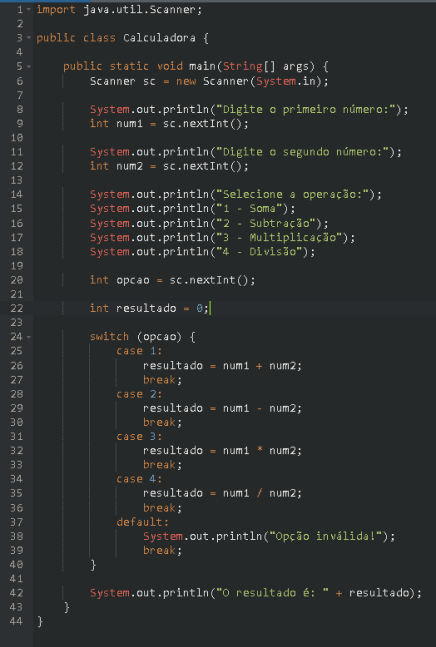 1 import java.util.Scanner;
2
3 public class Calculadora {
4
5     public static void main(String[] args) {
6         Scanner sc = new Scanner(System.in);
7
8         System.out.println("Digite o primeiro número:");
9         int num1 = sc.nextInt();
10
11         System.out.println("Digite o segundo número:");
12         int num2 = sc.nextInt();
13
14         System.out.println("Selecione a operação:");
15         System.out.println("1 - Soma");
16         System.out.println("2 - Subtração");
17         System.out.println("3 - Multiplicação");
18         System.out.println("4 - Divisão");
19
20         int opcao = sc.nextInt();
21
22         int resultado = 0;
23
24         switch (opcao) {
25             case 1:
26                 resultado = num1 + num2;
27                 break;
28             case 2:
29                 resultado = num1 - num2;
30                 break;
31             case 3:
32                 resultado = num1 * num2;
33                 break;
34             case 4:
35                 resultado = num1 / num2;
36                 break;
37             default:
38                 System.out.println("Opção inválida!");
39                 break;
40         }
41
42         System.out.println("O resultado é: " + resultado);
43     }
44 }